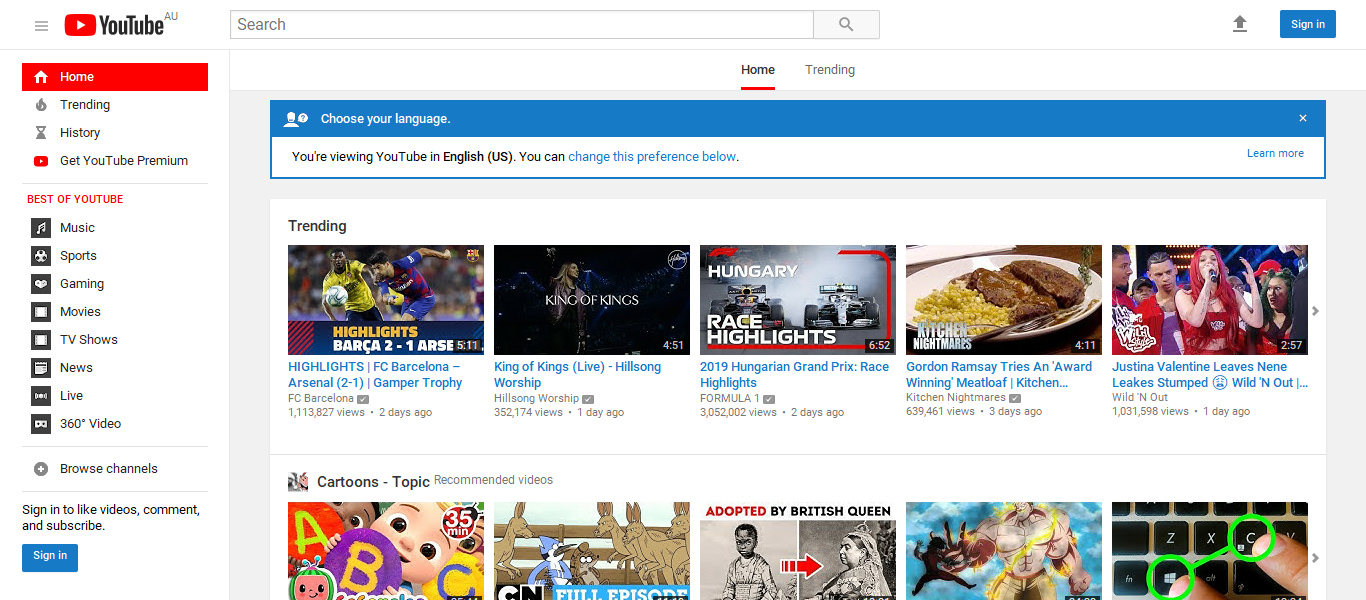 YouTube AU
Search
Sign in
Home
Trending
History
Get YouTube Premium
BEST OF YOUTUBE
Music
Sports
Gaming
Movies
TV Shows
News
Live
360° Video
Browse channels
Sign in to like videos, comment,
and subscribe.
Sign in
Home Trending
Choose your language. ×
You're viewing YouTube in English (US). You can change this preference below.
Learn more
Trending
HIGHLIGHTS
BARÇA 2 - 1 ARSE
5:11
HIGHLIGHTS | FC Barcelona –
Arsenal (2-1) | Gamper Trophy
FC Barcelona
1,113,827 views • 2 days ago
KING OF KINGS
4:51
King of Kings (Live) - Hillsong
Worship
Hillsong Worship
352,174 views • 1 day ago
HUNGARY
RACE
HIGHLIGHTS
6:52
2019 Hungarian Grand Prix: Race
Highlights
FORMULA 1
3,052,002 views • 2 days ago
KITCHEN
NIGHTMARES
4:11
Gordon Ramsay Tries An 'Award
Winning' Meatloaf | Kitchen...
Kitchen Nightmares
639,461 views • 3 days ago
2:57
Justina Valentine Leaves Nene
Leakes Stumped 😩 Wild 'N Out |...
Wild 'N Out
1,031,598 views • 1 day ago
Cartoons - Topic Recommended videos
35
min
A
B
C
CN
FULL EPISODE
ADOPTED BY BRITISH QUEEN
Z X C V
fn alt